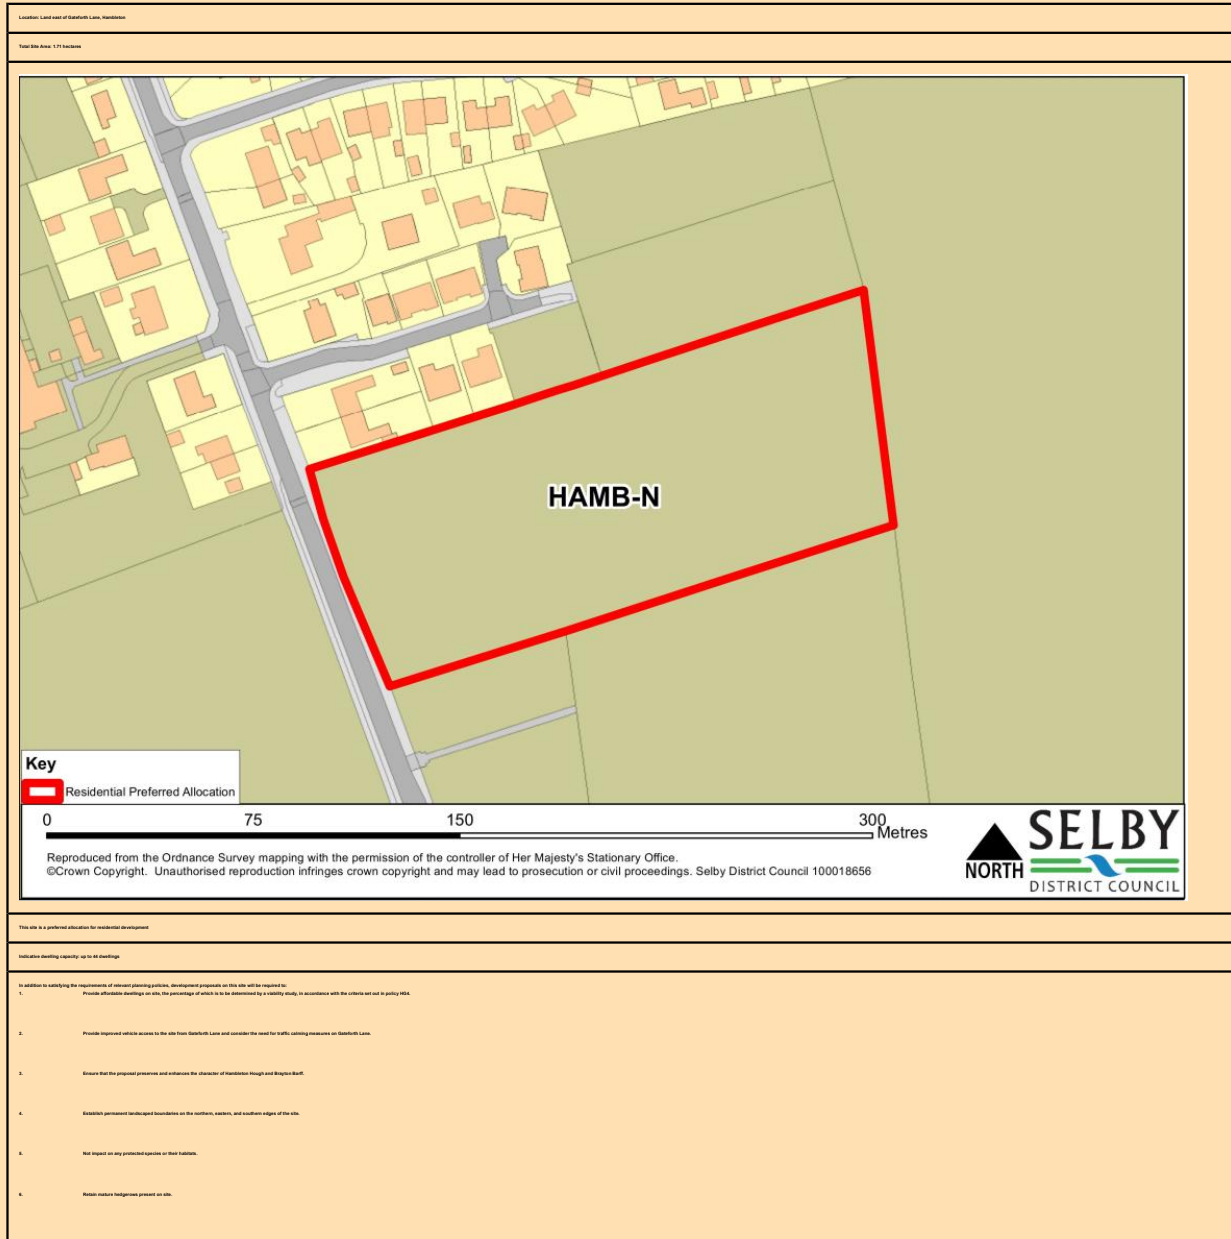 Location: Land east of Gateforth Lane, Hambleton
Total Site Area: 1.71 hectares
HAMB-N
Key
Residential Preferred Allocation
0 75 150 300
Metres
Reproduced from the Ordnance Survey mapping with the permission of the controller of Her Majesty's Stationary Office.
©Crown Copyright. Unauthorised reproduction infringes crown copyright and may lead to prosecution or civil proceedings. Selby District Council 100018656
NORTH
SELBY
DISTRICT COUNCIL
This site is a preferred allocation for residential development
Indicative dwelling capacity: up to 44 dwellings
In addition to satisfying the requirements of relevant planning policies, development proposals on this site will be required to:
1. Provide affordable dwellings on site, the percentage of which is to be determined by a viability study, in accordance with the criteria set out in policy HG4.
2. Provide improved vehicle access to the site from Gateforth Lane and consider the need for traffic calming measures on Gateforth Lane.
3. Ensure that the proposal preserves and enhances the character of Hambleton Hough and Brayton Barff.
4. Establish permanent landscaped boundaries on the northern, eastern, and southern edges of the site.
5. Not impact on any protected species or their habitats.
6. Retain mature hedgerows present on site.